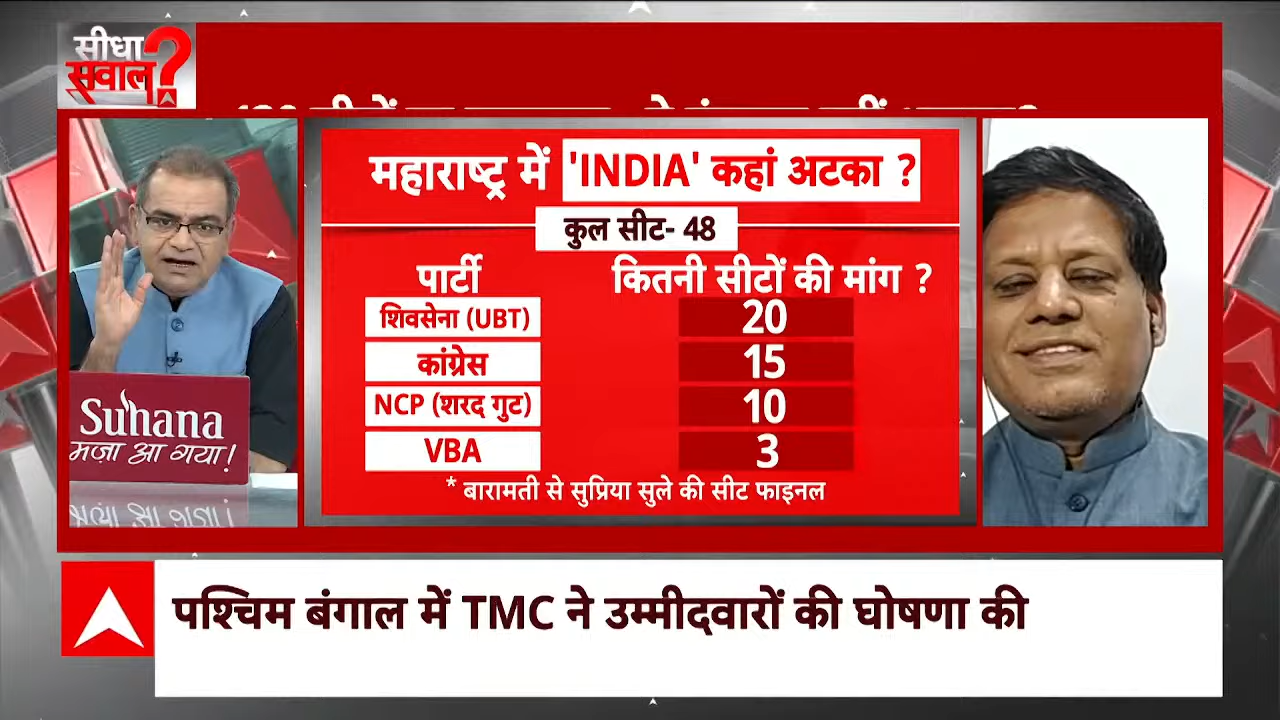 सीधा
सवाल?
महाराष्ट्र में 'INDIA' कहां अटका ?
कुल सीट- 48
पार्टी कितनी सीटों की मांग ?
शिवसेना (UBT) 20
कांग्रेस 15
NCP (शरद गुट) 10
VBA 3
* बारामती से सुप्रिया सुले की सीट फाइनल
Suhana
मज़ा आ गया!
पश्चिम बंगाल में TMC ने उम्मीदवारों की घोषणा की